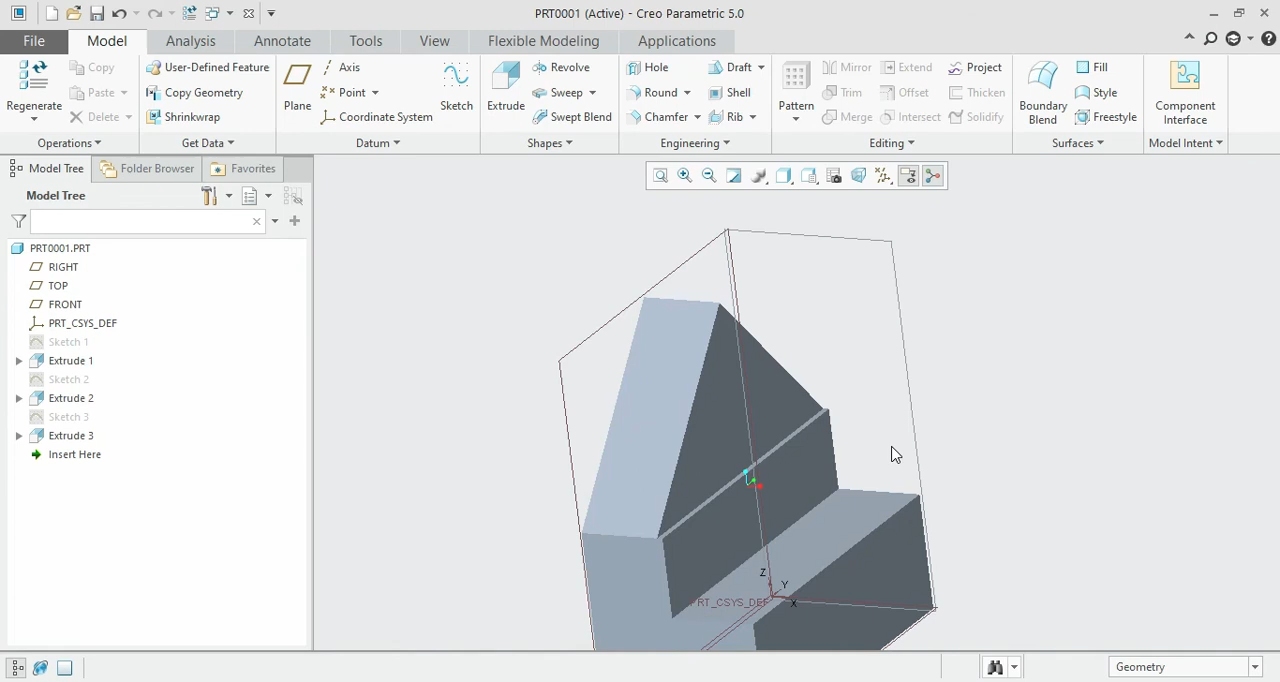 PRT0001 (Active) - Creo Parametric 5.0
File Model Analysis Annotate Tools View Flexible Modeling Applications
Regenerate Copy Paste Delete
User-Defined Feature Copy Geometry Shrinkwrap
Plane Axis Point Coordinate System Sketch
Extrude Revolve Sweep Swept Blend
Hole Round Chamfer Draft Shell Rib
Pattern Mirror Extend Project Trim Offset Thicken Merge Intersect Solidify
Boundary Blend Fill Style Freestyle
Component Interface
Operations Get Data Datum Shapes Engineering Editing Surfaces Model Intent
Model Tree Folder Browser Favorites
Model Tree
PRT0001.PRT
RIGHT
TOP
FRONT
PRT_CSYS_DEF
Sketch 1
Extrude 1
Sketch 2
Extrude 2
Sketch 3
Extrude 3
Insert Here
Z
Y
PRT_CSYS_DEF X
Geometry